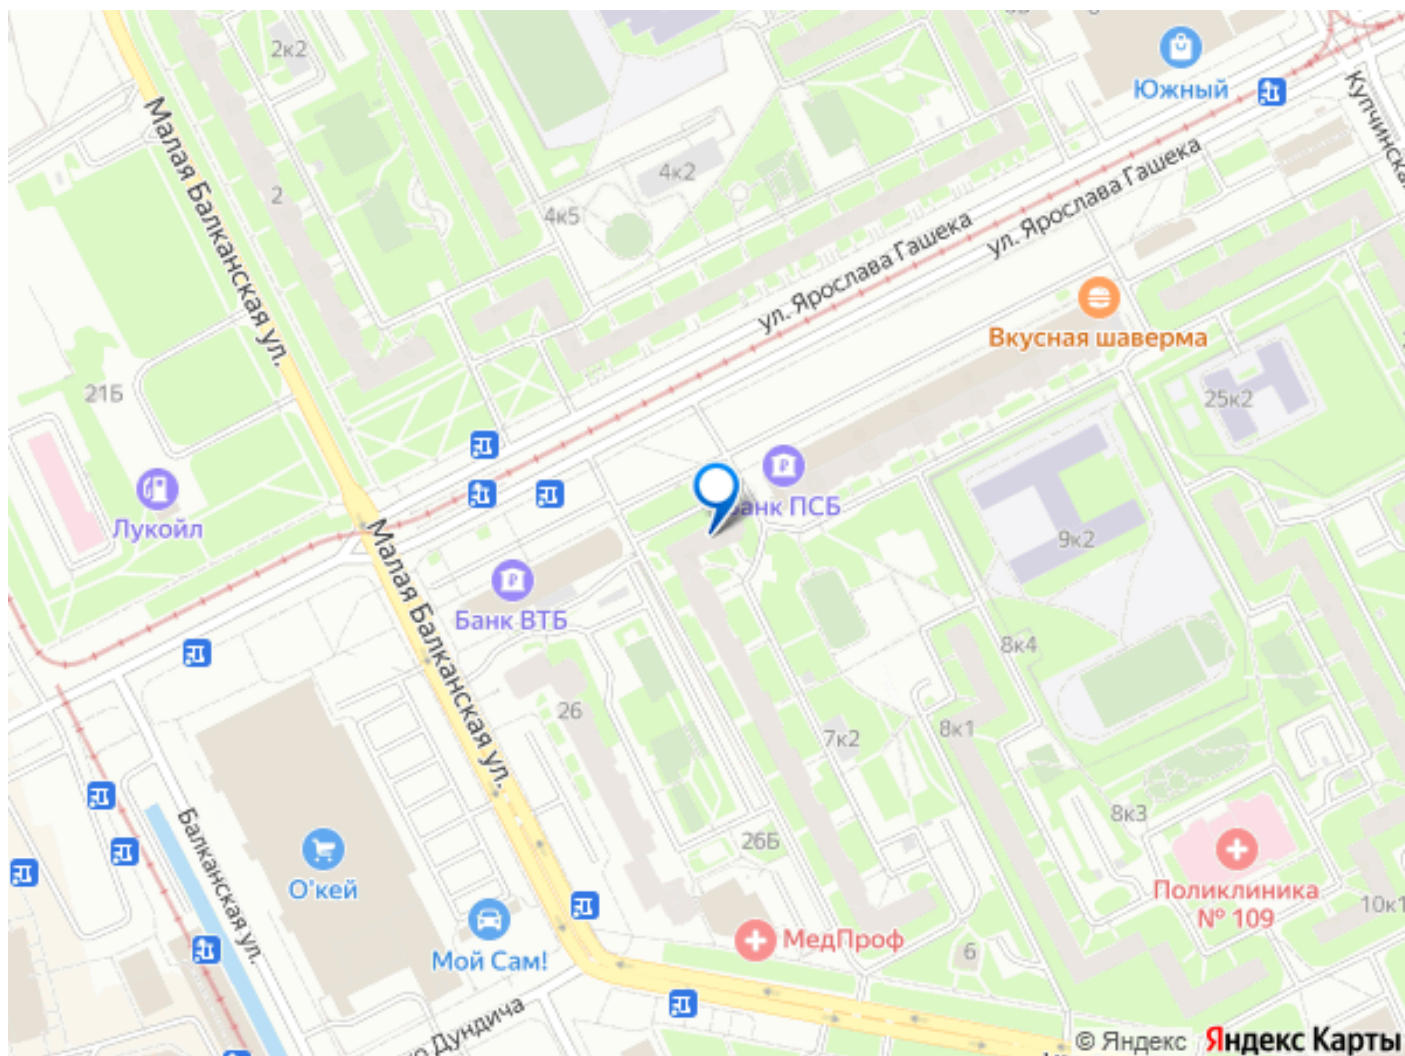 2к2
Южный
Купчинская
Малая Балканская ул.
4к2
2
4к5
ул. Ярослава Гашека
ул. Ярослава Гашека
Вкусная шаверма
21Б
25к2
Лукойл
Банк ПСБ
9к2
Малая Балканская ул.
Банк ВТБ
8к4
26
7к2
8к1
26Б
8к3
Балканская ул.
О'кей
Поликлиника
№ 109
10к1
МедПроф
Мой Сам!
6
о Дундича
© Яндекс Яндекс Карты